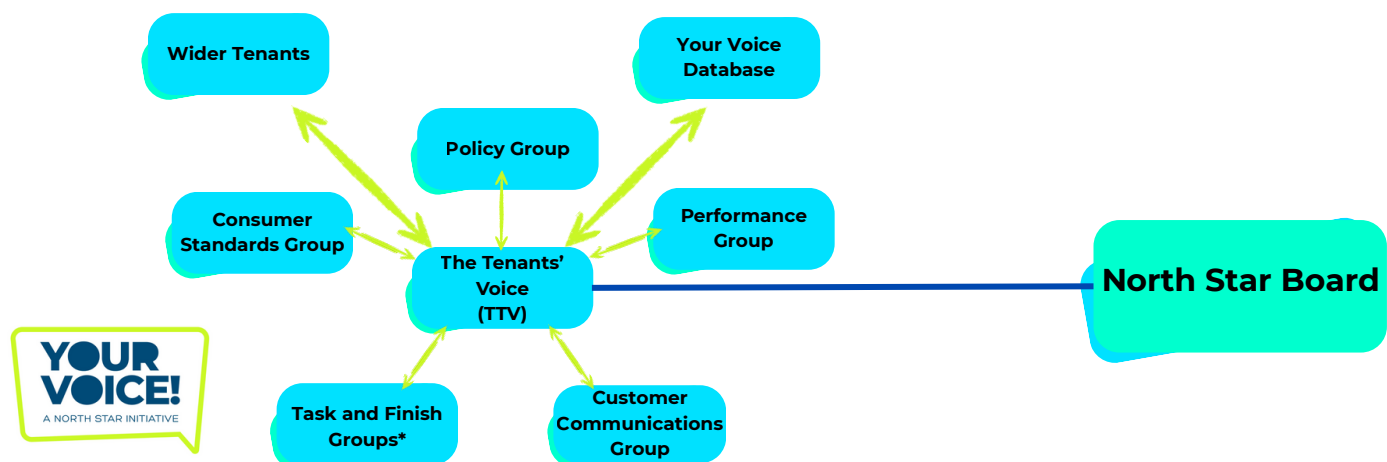 Wider Tenants
Your Voice
Database
Policy Group
Consumer
Standards Group
Performance
Group
The Tenants’
Voice
(TTV)
North Star Board
YOUR
VOICE!
A NORTH STAR INITIATIVE
Task and Finish
Groups*
Customer
Communications
Group